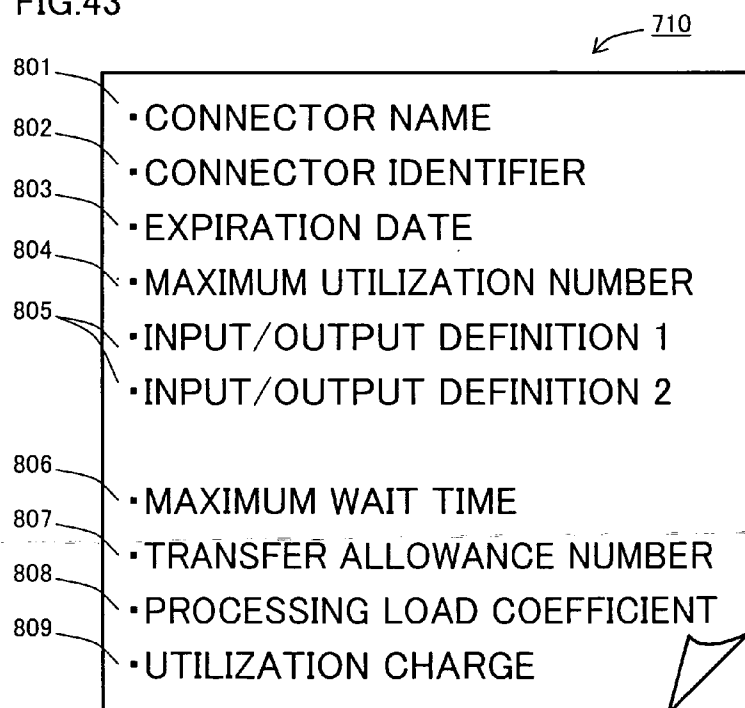 FIG.43
710
801 ・CONNECTOR NAME
802 ・CONNECTOR IDENTIFIER
803 ・EXPIRATION DATE
804 ・MAXIMUM UTILIZATION NUMBER
805 ・INPUT/OUTPUT DEFINITION 1
・INPUT/OUTPUT DEFINITION 2
806 ・MAXIMUM WAIT TIME
807 ・TRANSFER ALLOWANCE NUMBER
808 ・PROCESSING LOAD COEFFICIENT
809 ・UTILIZATION CHARGE